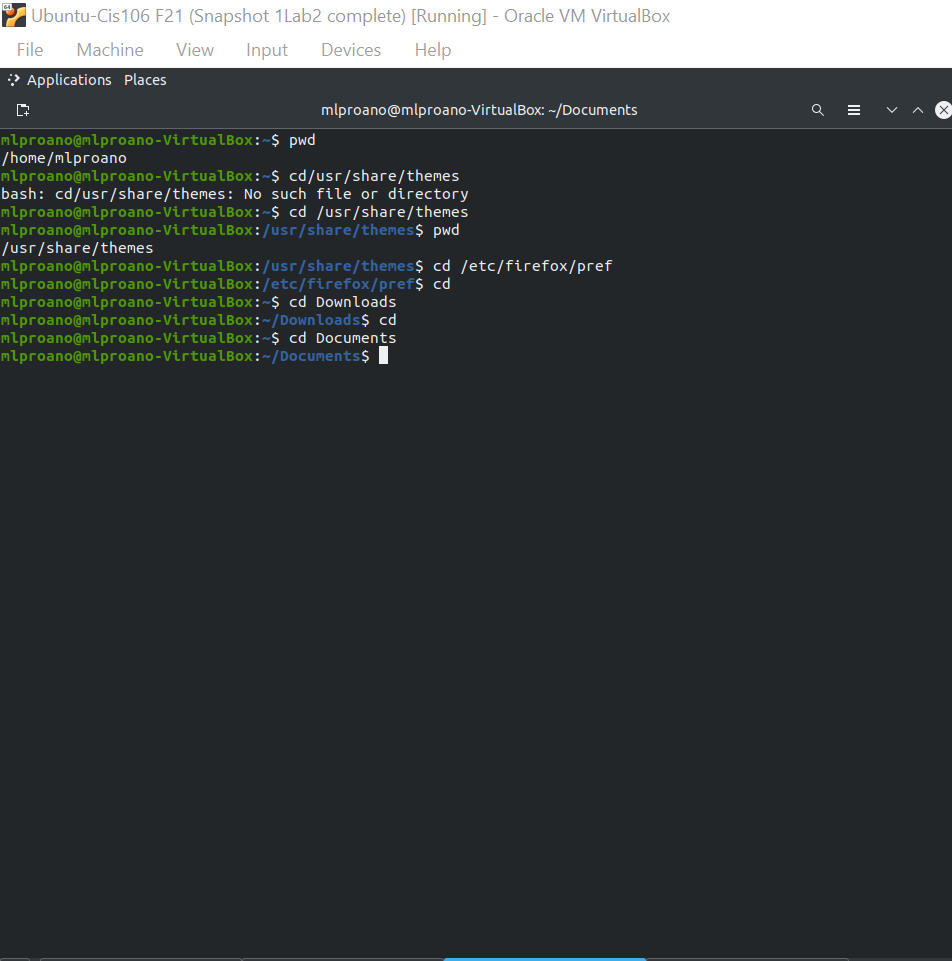 64
Ubuntu-Cis106 F21 (Snapshot 1Lab2 complete) [Running] - Oracle VM VirtualBox
File Machine View Input Devices Help
Applications Places
mlproano@mlproano-VirtualBox: ~/Documents
mlproano@mlproano-VirtualBox:~$ pwd
/home/mlproano
mlproano@mlproano-VirtualBox:~$ cd/usr/share/themes
bash: cd/usr/share/themes: No such file or directory
mlproano@mlproano-VirtualBox:~$ cd /usr/share/themes
mlproano@mlproano-VirtualBox:/usr/share/themes$ pwd
/usr/share/themes
mlproano@mlproano-VirtualBox:/usr/share/themes$ cd /etc/firefox/pref
mlproano@mlproano-VirtualBox:/etc/firefox/pref$ cd
mlproano@mlproano-VirtualBox:~$ cd Downloads
mlproano@mlproano-VirtualBox:~/Downloads$ cd
mlproano@mlproano-VirtualBox:~$ cd Documents
mlproano@mlproano-VirtualBox:~/Documents$